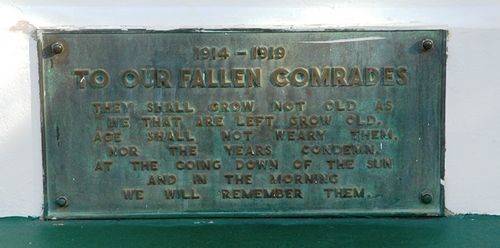 1914 - 1919
TO OUR FALLEN COMRADES
THEY SHALL GROW NOT OLD AS
WE THAT ARE LEFT GROW OLD,
AGE SHALL NOT WEARY THEM,
NOR THE YEARS CONDEMN.
AT THE GOING DOWN OF THE SUN
AND IN THE MORNING
WE WILL REMEMBER THEM.